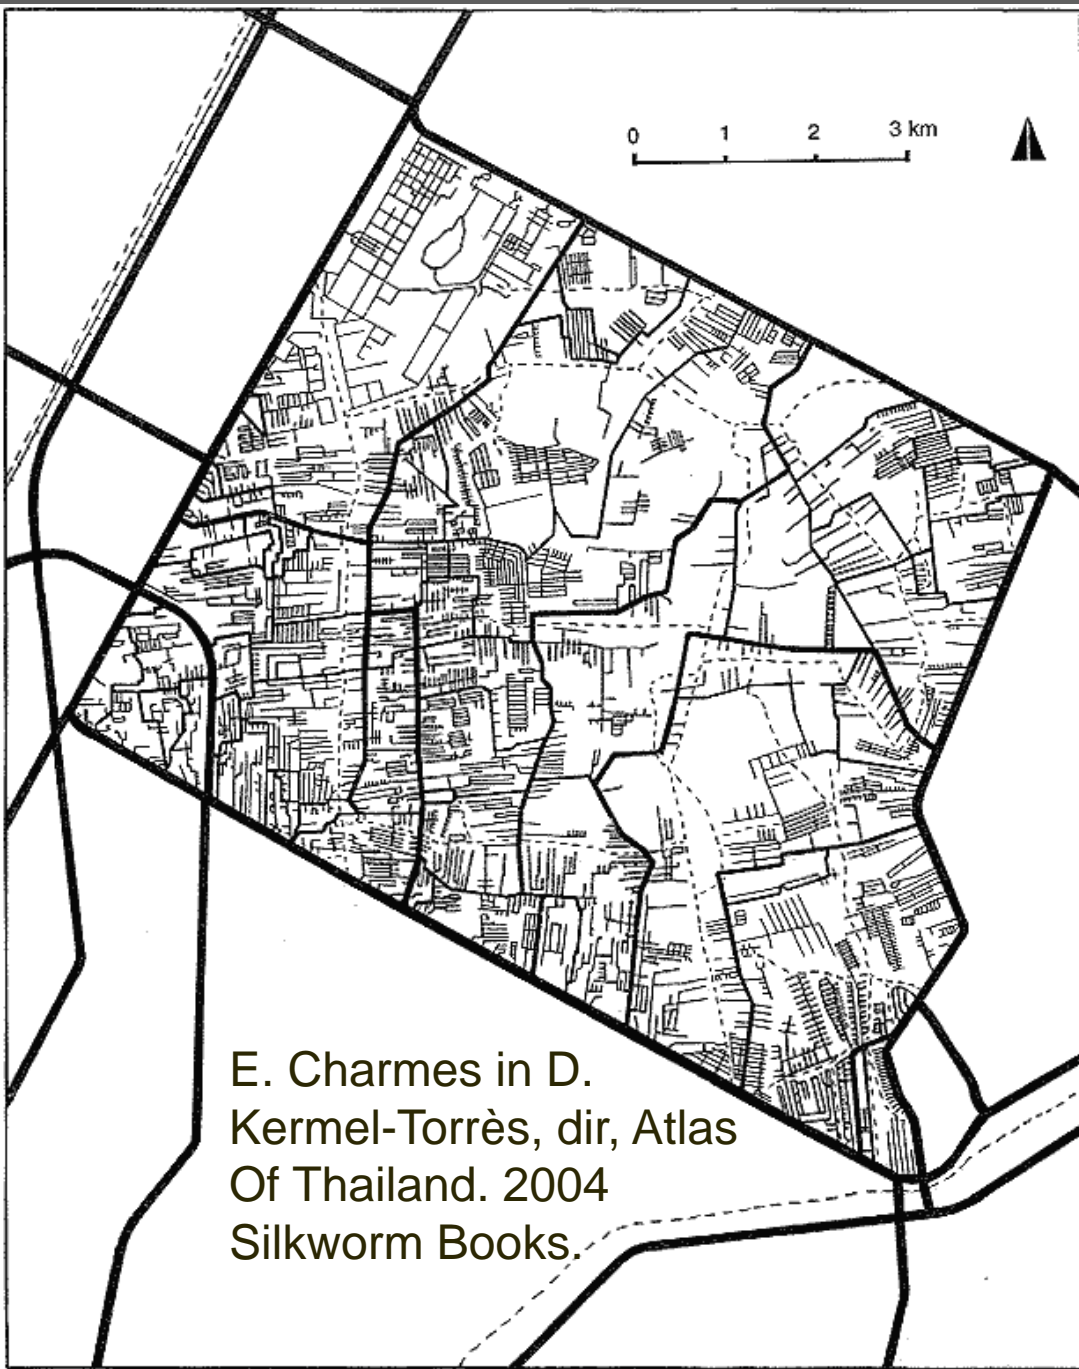 0 1 2 3 km
E. Charmes in D.
Kermel-Torrès, dir, Atlas
Of Thailand. 2004
Silkworm Books.